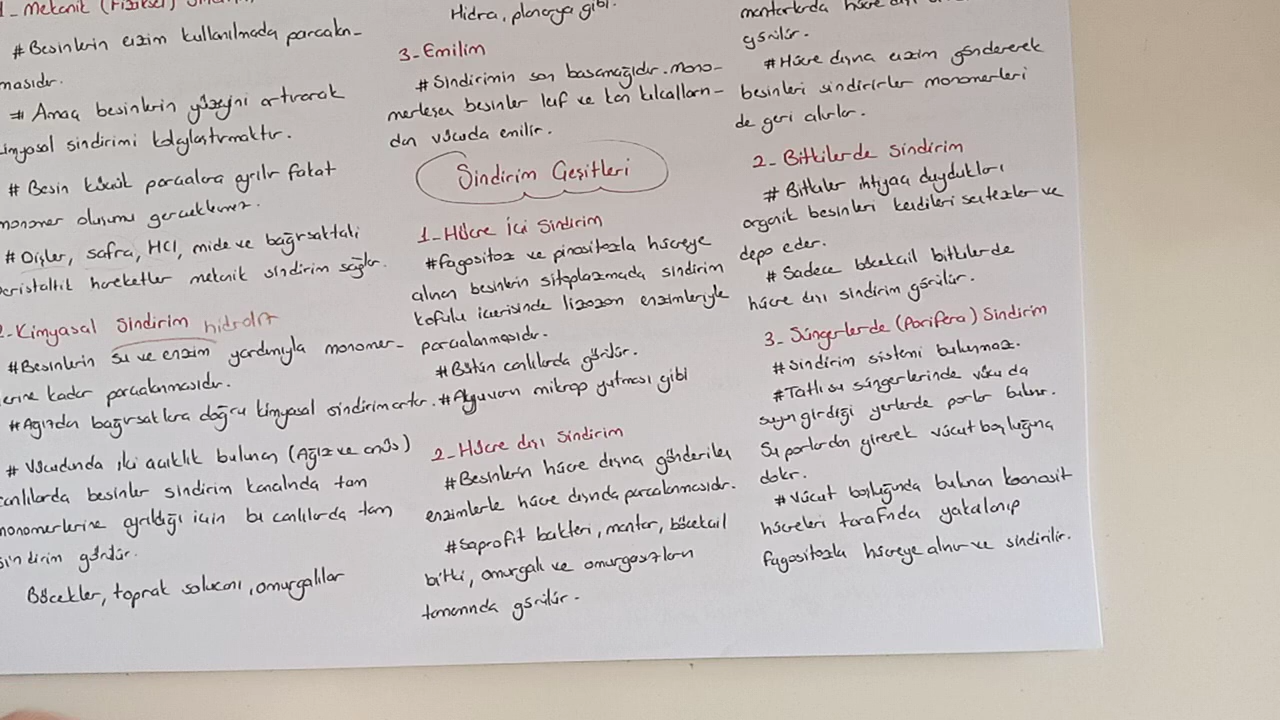 1- Mekanik (Fiziksel)
# Besinlerin enzim kullanılmada parçalan-
masıdır.
# Amaç besinlerin yüzeyini artırarak
kimyasal sindirimi kolaylaştırmaktır.
# Besin küçük parçalara ayrılır fakat
monomer oluşumu gerçekleşmez.
# Dişler, safra, HCl, mide ve bağırsaktaki
peristaltik hareketler mekanik sindirim sağlar.
2-Kimyasal Sindirim hidroliz
# Besinlerin su ve enzim yardımıyla monomer-
lerine kadar parçalanmasıdır.
# Ağızdan bağırsaklara doğru kimyasal sindirim artar.
# Vücudunda iki açıklık bulunan (Ağız ve anüs)
canlılarda besinler sindirim kanalında tam
monomerlerine ayrıldığı için bu canlılarda tam
sindirim görülür.
Böcekler, toprak solucanı, omurgalılar
Hidra, planarya gibi.
3-Emilim
# Sindirimin son basamağıdır. Mono-
merleşen besinler lenf ve kan kılcalların-
dan vücuda emilir.
Sindirim Çeşitleri
1-Hücre İçi Sindirim
# Fagositoz ve pinositozla hücreye
alınan besinlerin sitoplazmada sindirim
kofulu içerisinde lizozom enzimleriyle
parçalanmasıdır.
# Bütün canlılarda görülür.
# Akyuvarın mikrop yutması gibi
2-Hücre dışı Sindirim
# Besinlerin hücre dışına gönderilen
enzimlerle hücre dışında parçalanmasıdır.
# Saprofit bakteri, mantar, böcekçil
bitki, omurgalı ve omurgasızların
tamamında görülür.
mantarlarda hücre dışı
görülür.
# Hücre dışına enzim göndererek
besinleri sindirirler monomerleri
de geri alırlar.
2- Bitkilerde Sindirim
# Bitkiler ihtiyaç duydukları
organik besinleri kendileri sentezler ve
depo eder.
# Sadece böcekçil bitkilerde
hücre dışı sindirim görülür.
3- Süngerlerde (Porifera) Sindirim
# Sindirim sistemi bulunmaz.
# Tatlı su süngerlerinde vücuda
suyun girdiği yerlerde porlar bulunur.
Su porlardan girerek vücut boşluğuna
dolar.
# Vücut boşluğunda bulunan koanosit
hücreleri tarafında yakalanıp
fagositozla hücreye alınır ve sindirilir.